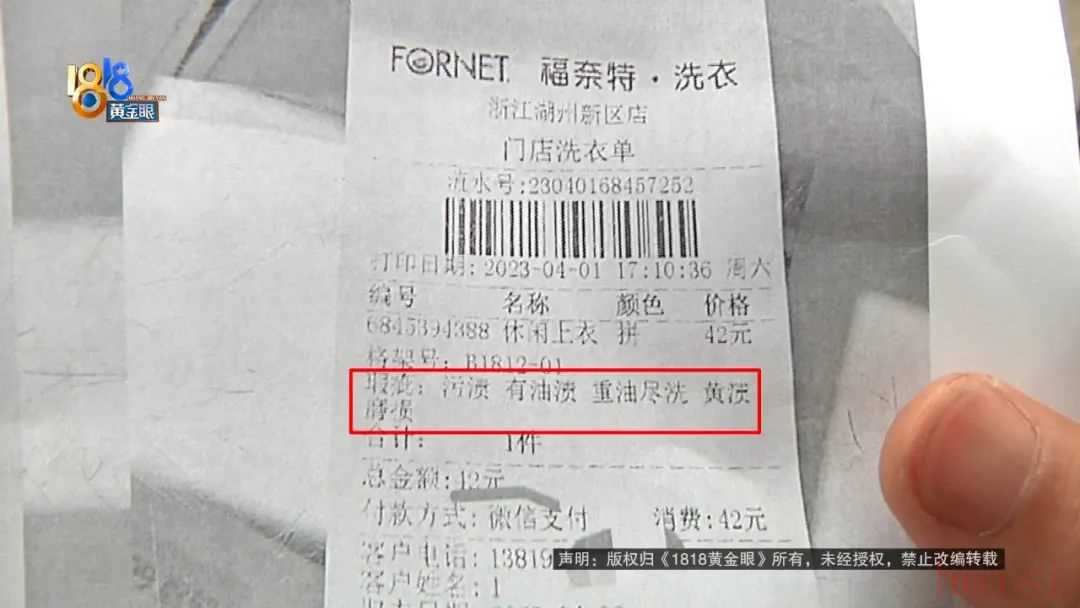 1818
黄金眼
FORNET 福奈特·洗衣
浙江湖州新区店
门店洗衣单
流水号:23040168457252
打印日期:2023-04-01 17:10:36 周六
编号 名称 颜色 价格
6845394388 休闲上衣 拼 42元
格架号: B1812-01
瑕疵: 污渍 有油渍 重油尽洗 黄渍
磨损
合计: 1件
总金额:42元
付款方式:微信支付 消费:42元
客户电话:13819
客户姓名:1
声明:版权归《1818黄金眼》所有,未经授权,禁止改编转载